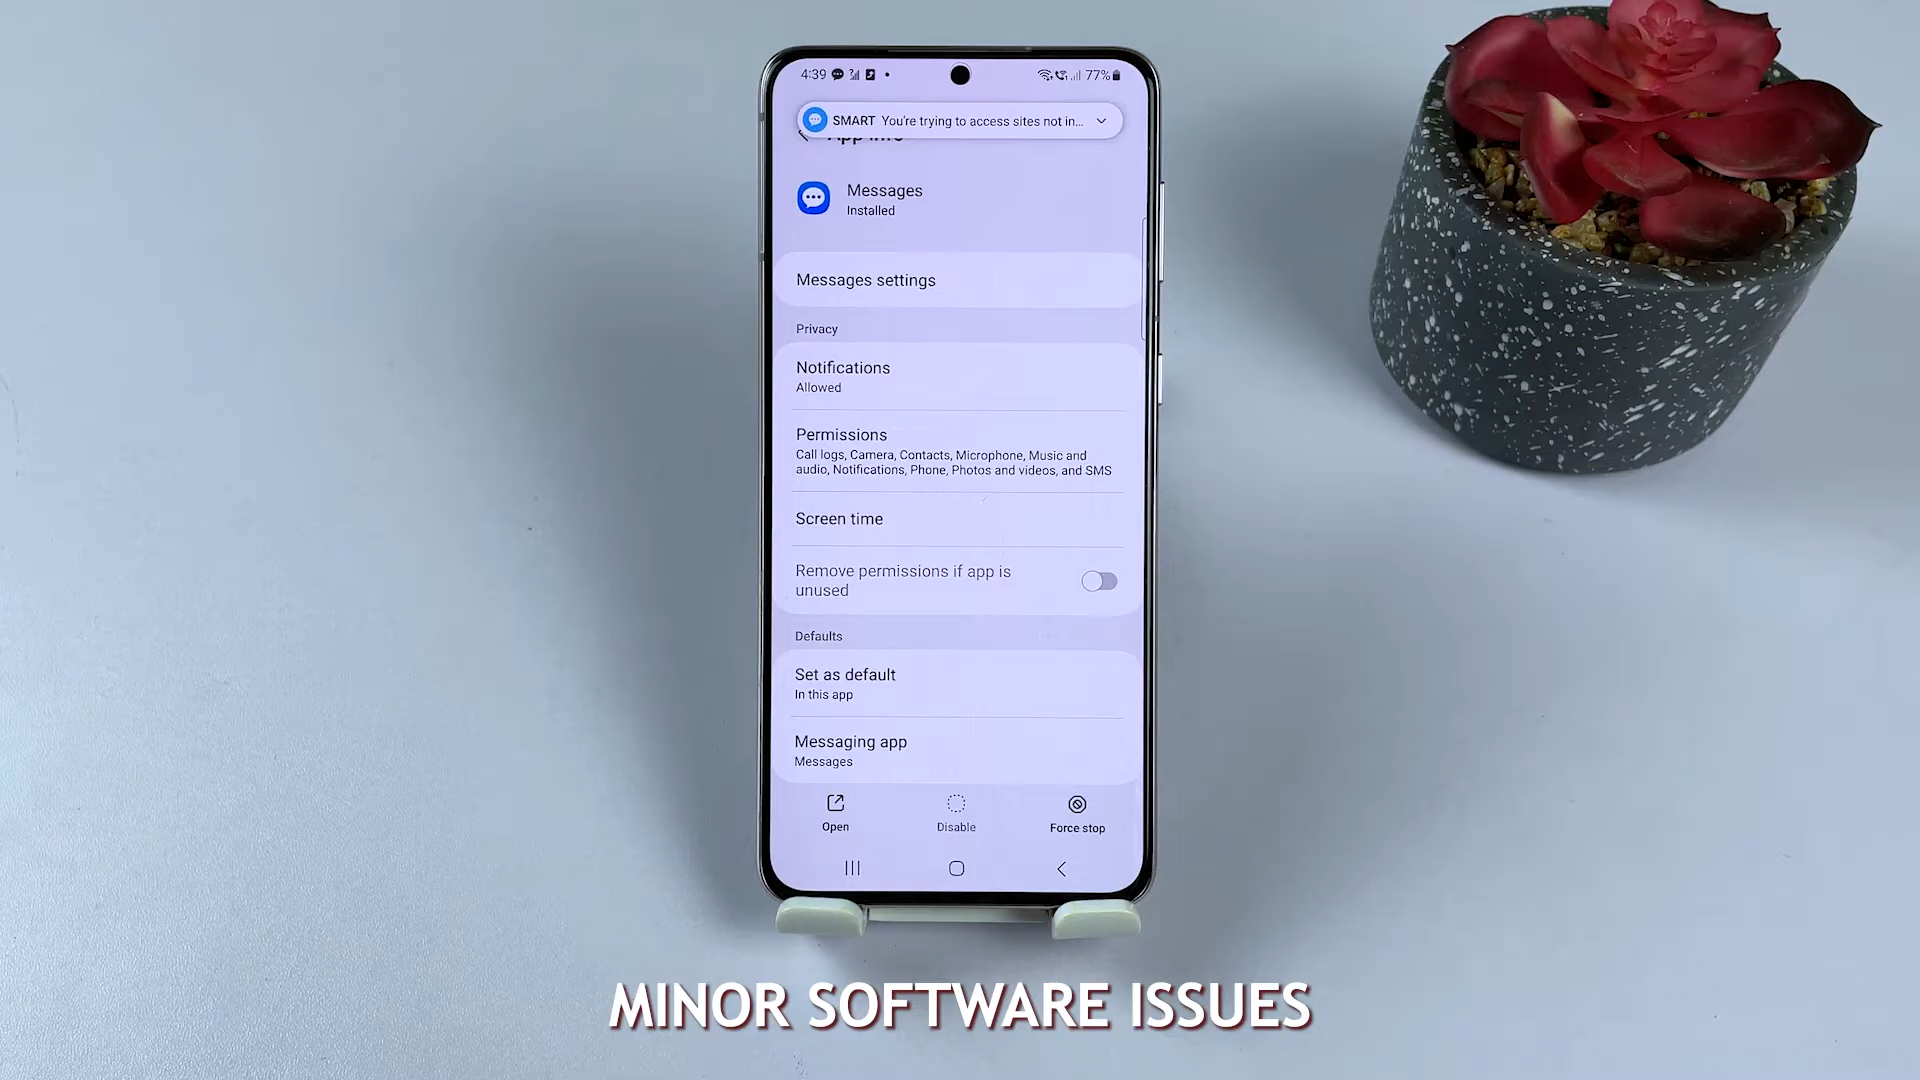 4:39
77%
SMART You're trying to access sites not in...
App info
Messages
Installed
Messages settings
Privacy
Notifications
Allowed
Permissions
Call logs, Camera, Contacts, Microphone, Music and
audio, Notifications, Phone, Photos and videos, and SMS
Screen time
Remove permissions if app is
unused
Defaults
Set as default
In this app
Messaging app
Messages
Open
Disable
Force stop
MINOR SOFTWARE ISSUES